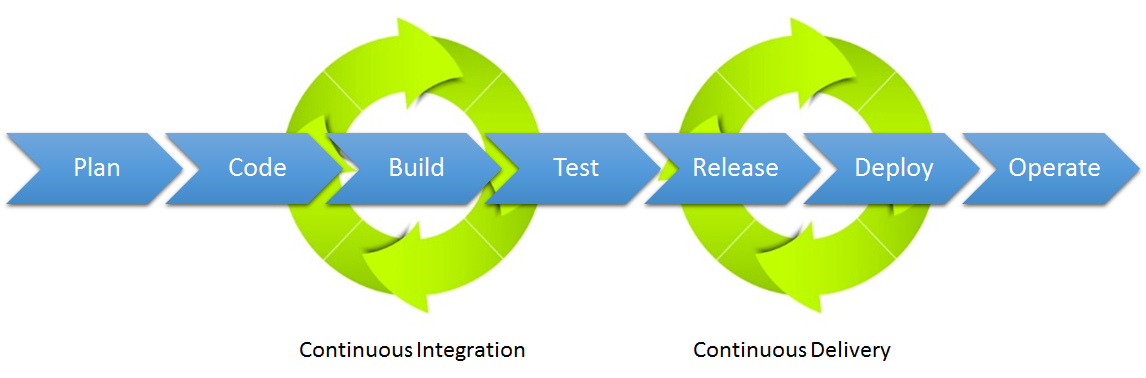 Plan
Code
Build
Test
Release
Deploy
Operate
Continuous Integration
Continuous Delivery